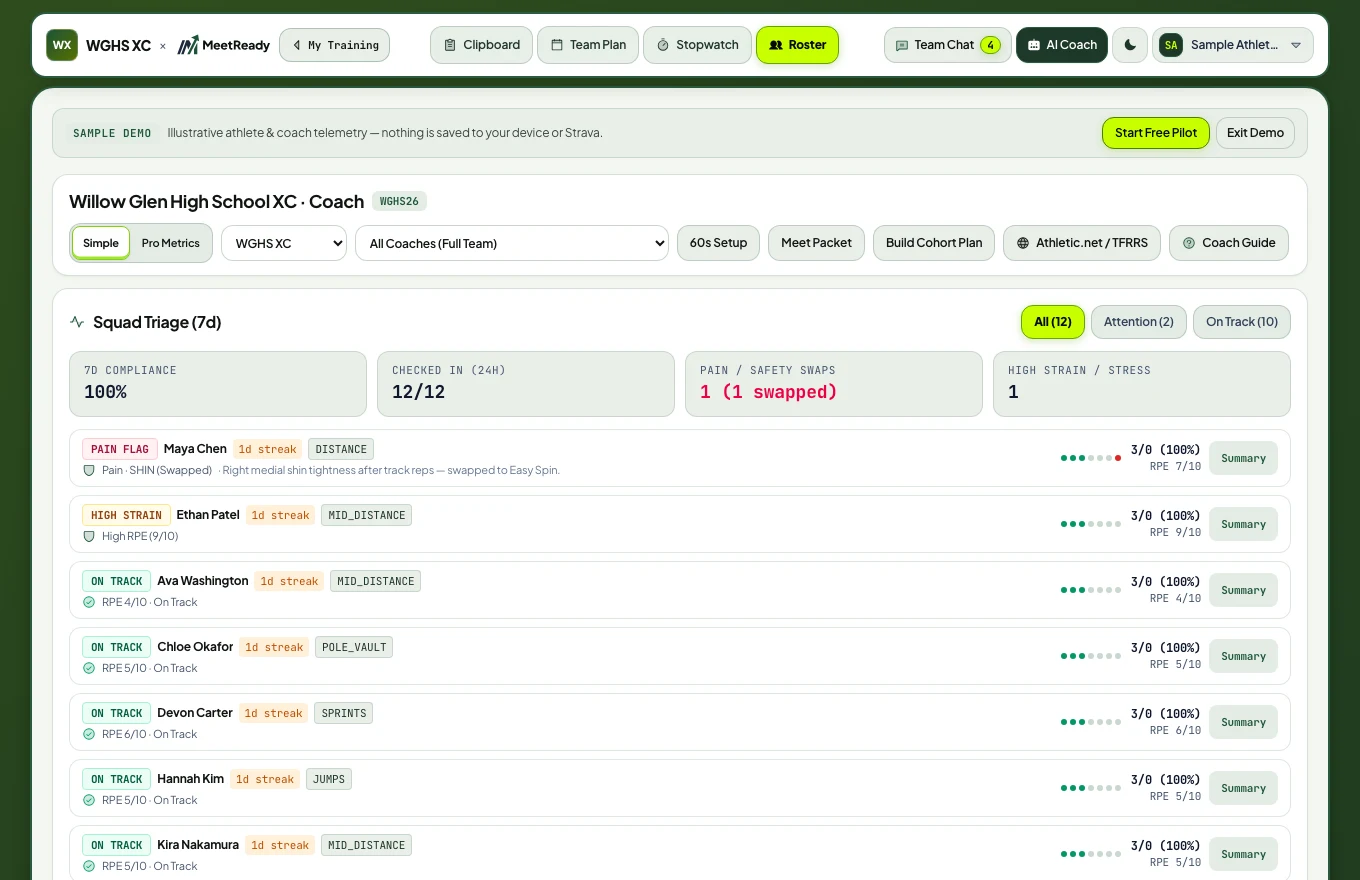 WX WGHS XC × MeetReady My Training Clipboard Team Plan Stopwatch Roster Team Chat 4 AI Coach SA Sample Athlet...
SAMPLE DEMO Illustrative athlete & coach telemetry — nothing is saved to your device or Strava. Start Free Pilot Exit Demo
Willow Glen High School XC · Coach WGHS26
Simple Pro Metrics WGHS XC All Coaches (Full Team) 60s Setup Meet Packet Build Cohort Plan Athletic.net / TFRRS Coach Guide
Squad Triage (7d) All (12) Attention (2) On Track (10)
7D COMPLIANCE CHECKED IN (24H) PAIN / SAFETY SWAPS HIGH STRAIN / STRESS
100% 12/12 1 (1 swapped) 1
PAIN FLAG Maya Chen 1d streak DISTANCE 3/0 (100%) Summary
Pain · SHIN (Swapped) · Right medial shin tightness after track reps — swapped to Easy Spin. RPE 7/10
HIGH STRAIN Ethan Patel 1d streak MID_DISTANCE 3/0 (100%) Summary
High RPE (9/10) RPE 9/10
ON TRACK Ava Washington 1d streak MID_DISTANCE 3/0 (100%) Summary
RPE 4/10 · On Track RPE 4/10
ON TRACK Chloe Okafor 1d streak POLE_VAULT 3/0 (100%) Summary
RPE 5/10 · On Track RPE 5/10
ON TRACK Devon Carter 1d streak SPRINTS 3/0 (100%) Summary
RPE 6/10 · On Track RPE 6/10
ON TRACK Hannah Kim 1d streak JUMPS 3/0 (100%) Summary
RPE 5/10 · On Track RPE 5/10
ON TRACK Kira Nakamura 1d streak MID_DISTANCE 3/0 (100%) Summary
RPE 5/10 · On Track RPE 5/10